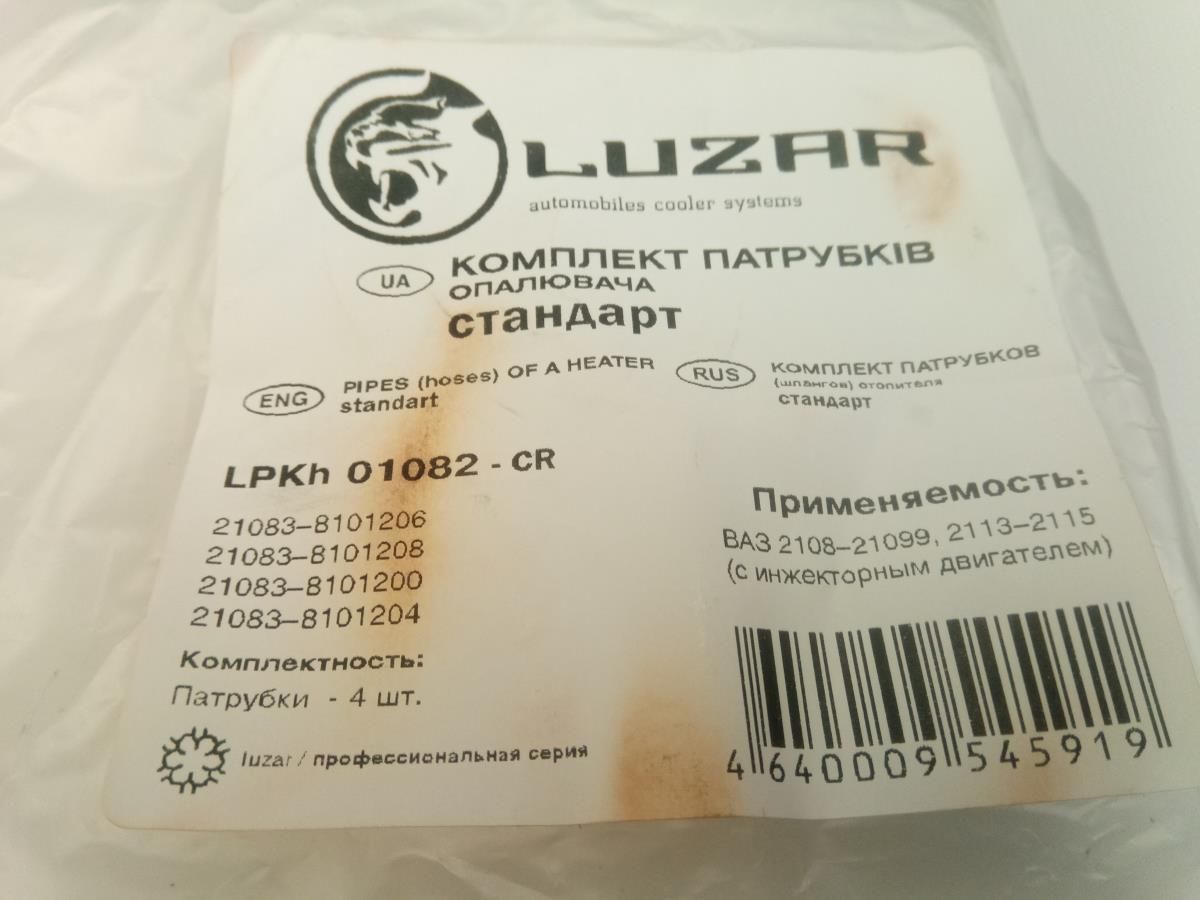 LUZAR
automobiles cooler systems
UA
КОМПЛЕКТ ПАТРУБКІВ
ОПАЛЮВАЧА
стандарт
ENG
PIPES (hoses) OF A HEATER
standart
RUS
КОМПЛЕКТ ПАТРУБКОВ
(шлангов) отопителя
стандарт
LPKh 01082 - CR
21083-8101206
21083-8101208
21083-8101200
21083-8101204
Комплектность:
Патрубки - 4 шт.
luzar / профессиональная серия
Применяемость:
ВАЗ 2108-21099, 2113-2115
(с инжекторным двигателем)
4 640009 545919